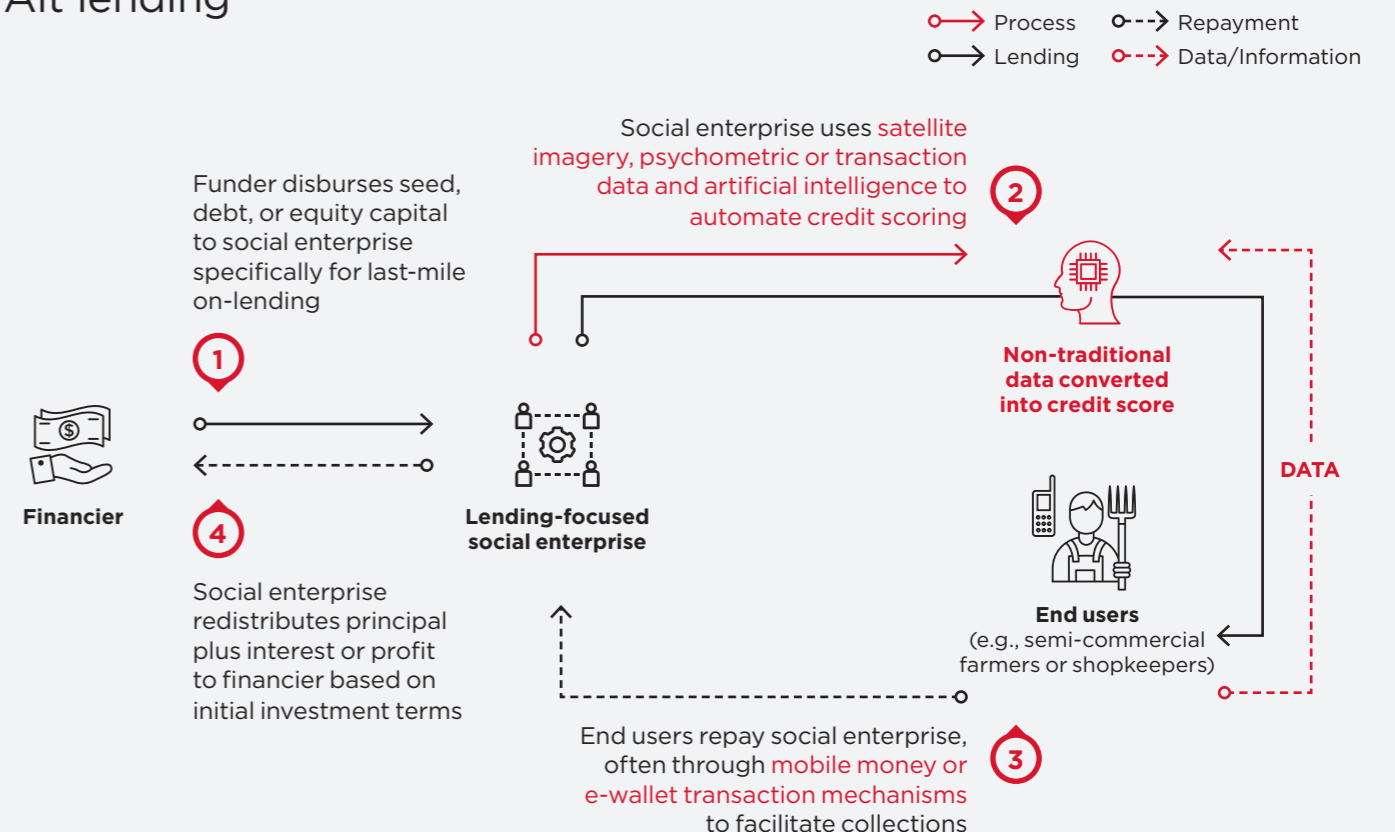 Alt lending
Process
Repayment
Lending
Data/Information
Funder disburses seed,
debt, or equity capital
to social enterprise
specifically for last-mile
on-lending
1
Social enterprise uses satellite
imagery, psychometric or transaction
data and artificial intelligence to
automate credit scoring
2
$
Financier
Lending-focused
social enterprise
Non-traditional
data converted
into credit score
DATA
End users
(e.g., semi-commercial
farmers or shopkeepers)
4
Social enterprise
redistributes principal
plus interest or profit
to financier based on
initial investment terms
End users repay social enterprise,
often through mobile money or
e-wallet transaction mechanisms
to facilitate collections
3